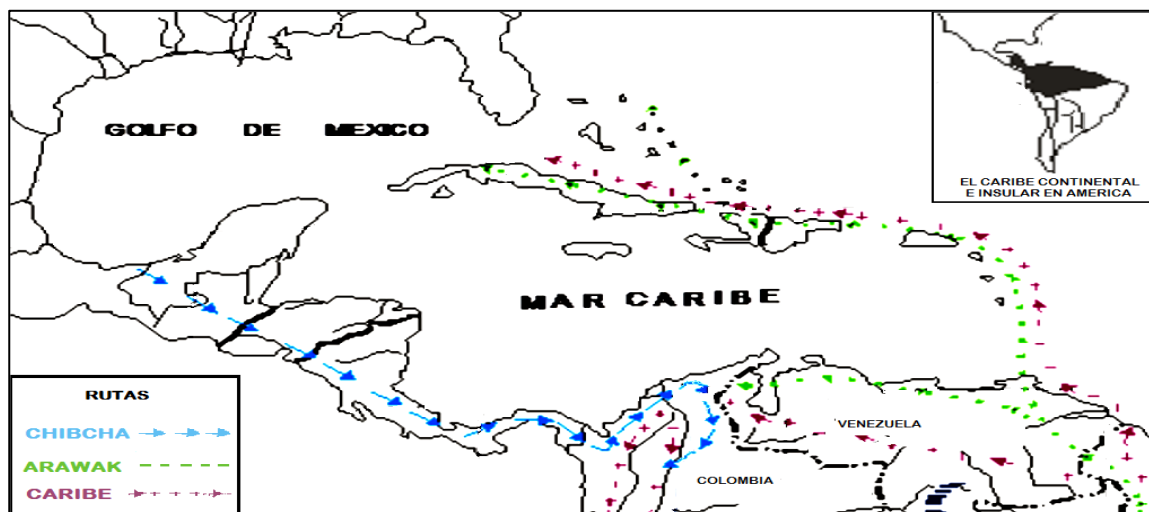 GOLFO DE MEXICO
EL CARIBE CONTINENTAL
E INSULAR EN AMERICA
MAR CARIBE
RUTAS
CHIBCHA
ARAWAK
CARIBE
VENEZUELA
COLOMBIA